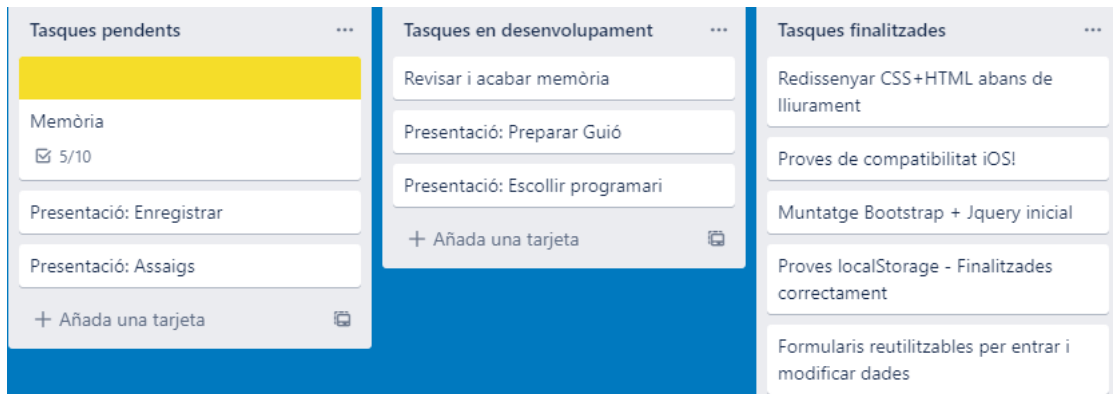 Tasques pendents
Memòria
5/10
Presentació: Enregistrar
Presentació: Assaigs
+ Añada una tarjeta
Tasques en desenvolupament
Revisar i acabar memòria
Presentació: Preparar Guió
Presentació: Escollir programari
+ Añada una tarjeta
Tasques finalitzades
Redissenyar CSS+HTML abans de
lliurament
Proves de compatibilitat iOS!
Muntatge Bootstrap + Jquery inicial
Proves localStorage - Finalitzades
correctament
Formularis reutilitzables per entrar i
modificar dades